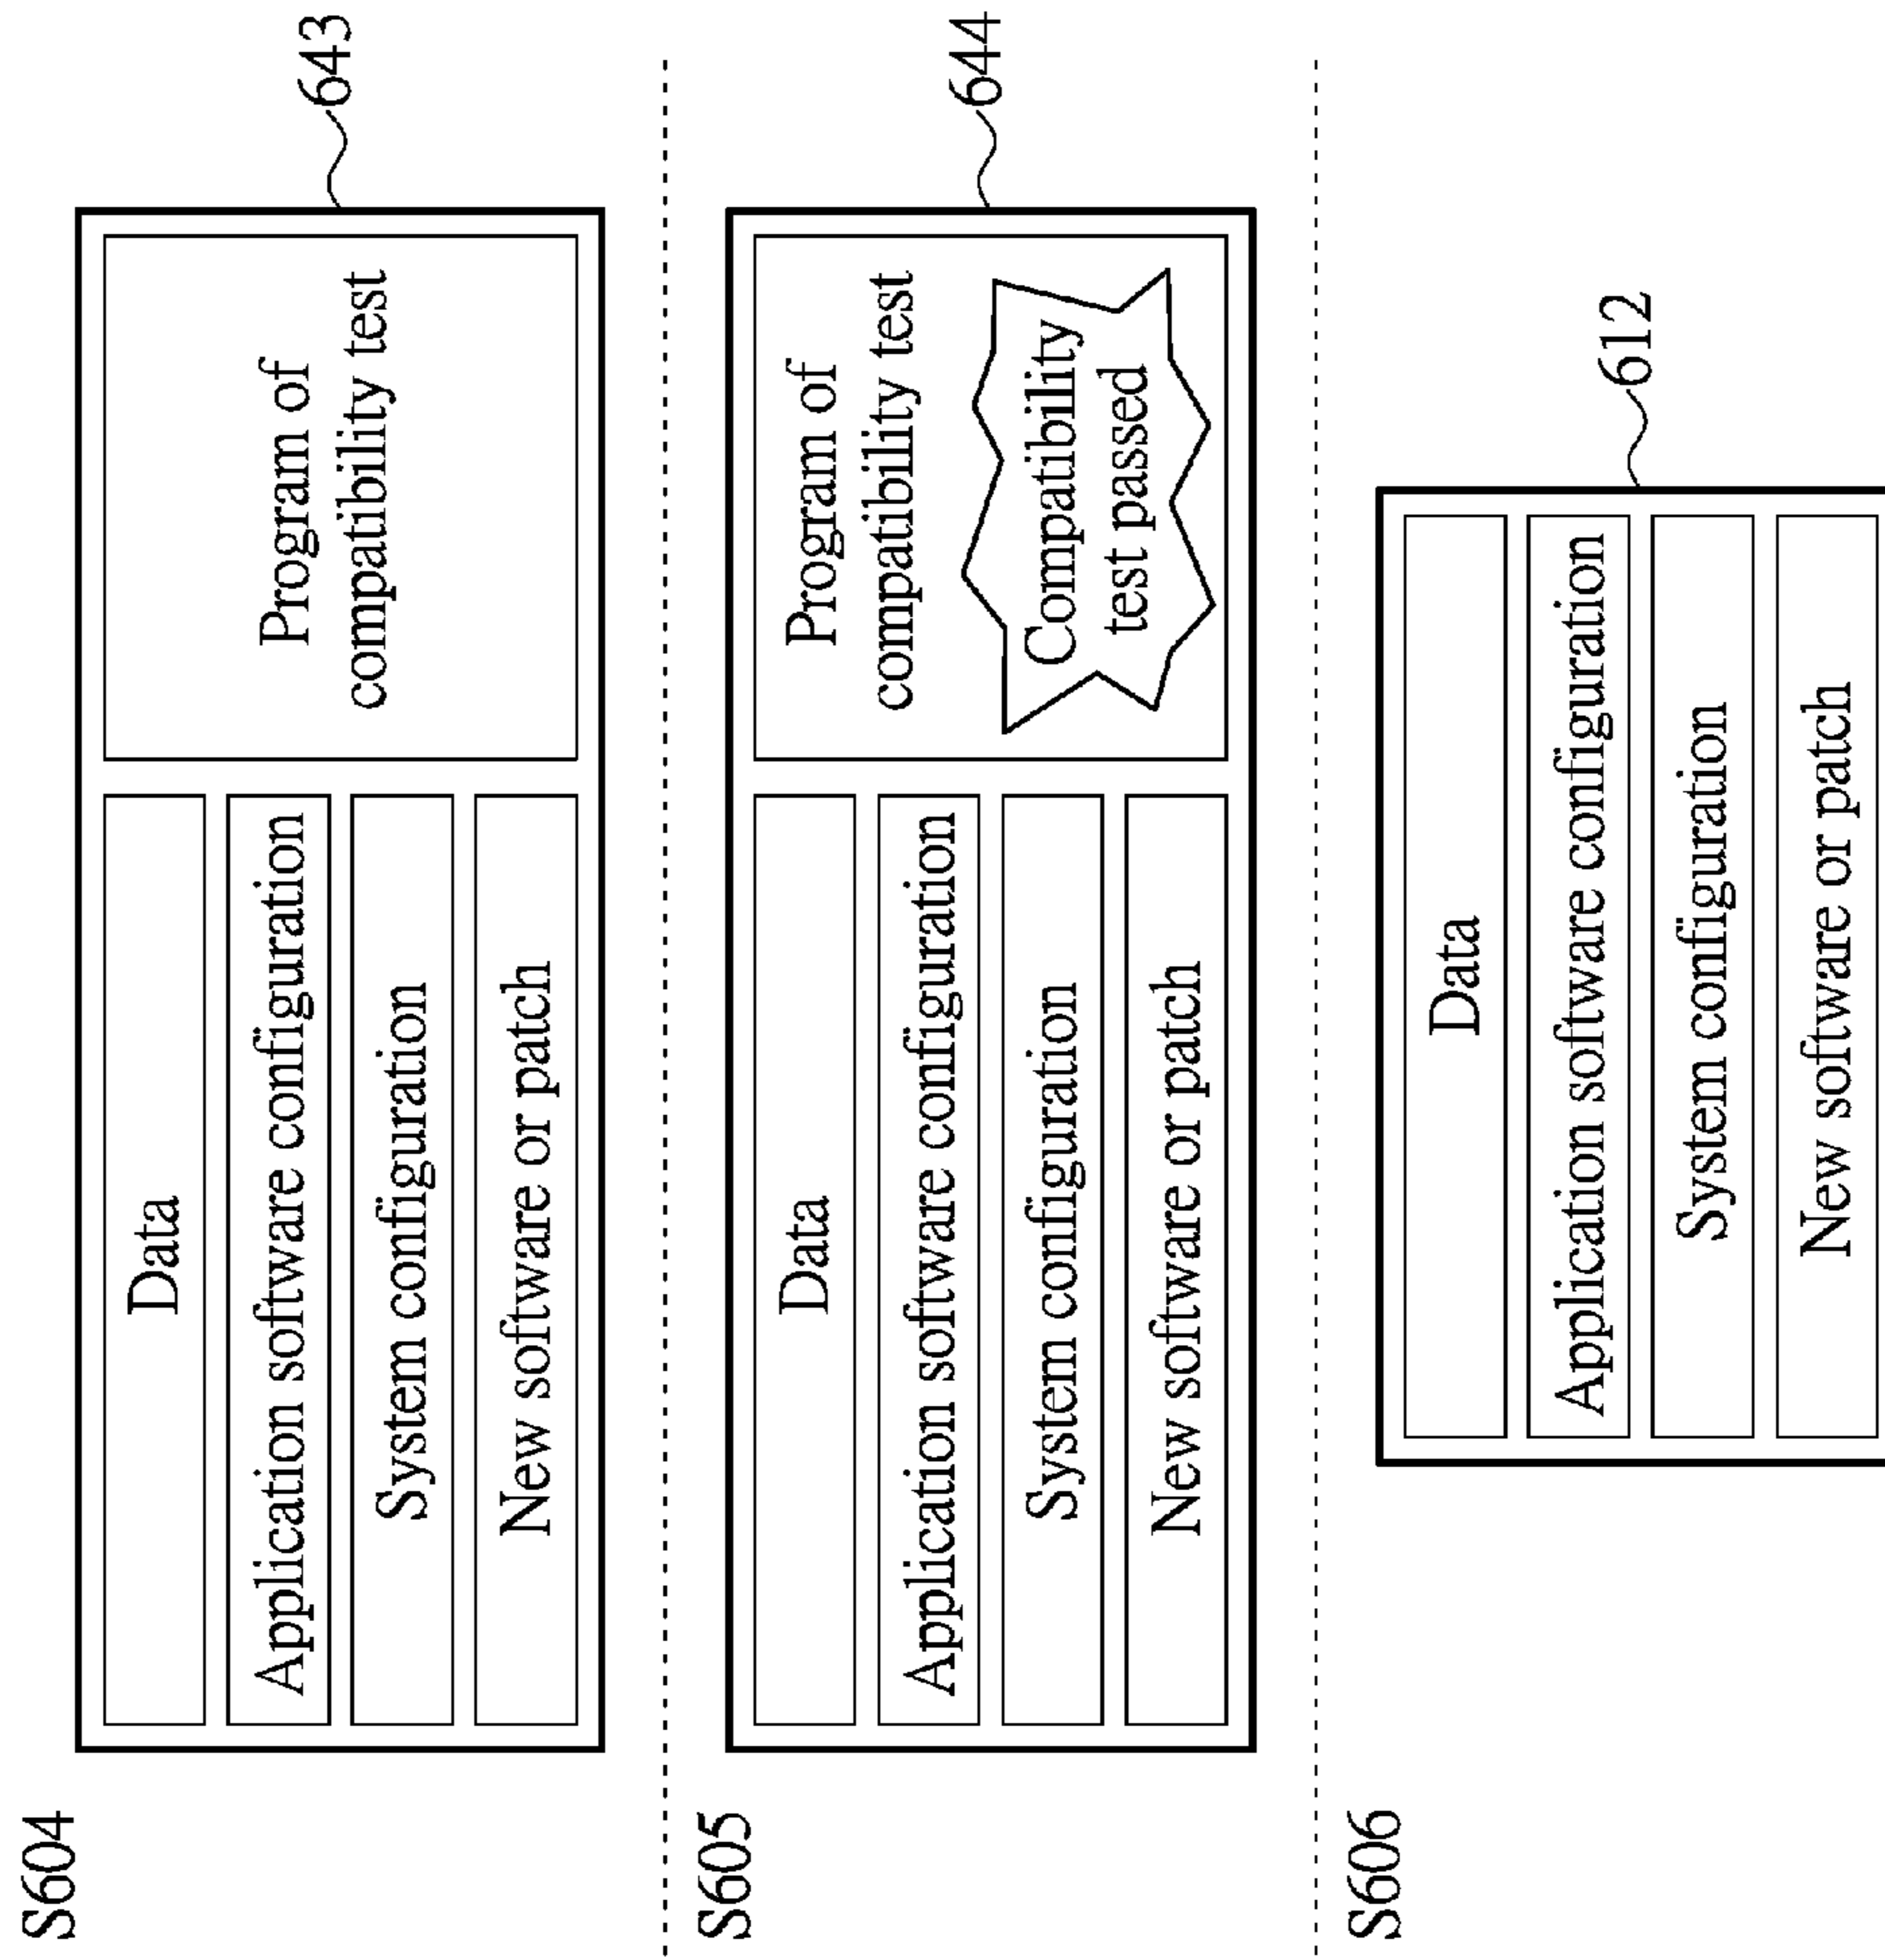 S604
643
Data
Application software configuration
System configuration
New software or patch
Program of
compatibility test
S605
644
Data
Application software configuration
System configuration
New software or patch
Program of
compatibility test
Compatibility
test passed
S606
612
Data
Application software configuration
System configuration
New software or patch